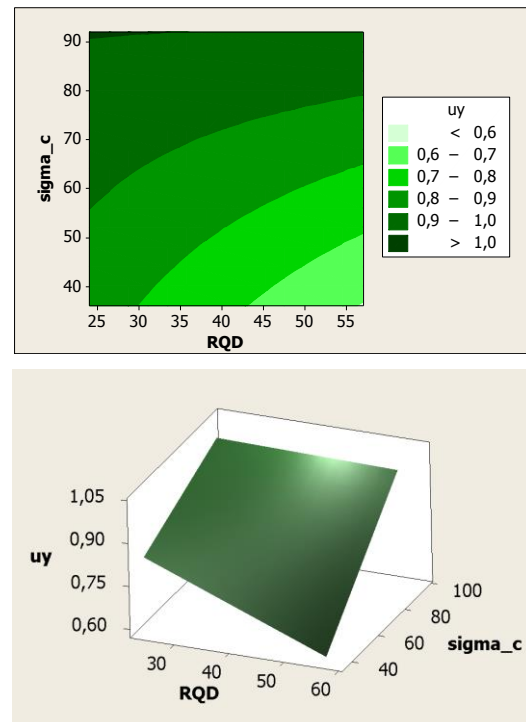 90
80
70
60
50
40
sigma_c
25 30 35 40 45 50 55
RQD
uy
< 0,6
0,6 – 0,7
0,7 – 0,8
0,8 – 0,9
0,9 – 1,0
> 1,0
1,05
0,90
0,75
0,60
uy
30 40 50 60
RQD
40 60 80 100
sigma_c